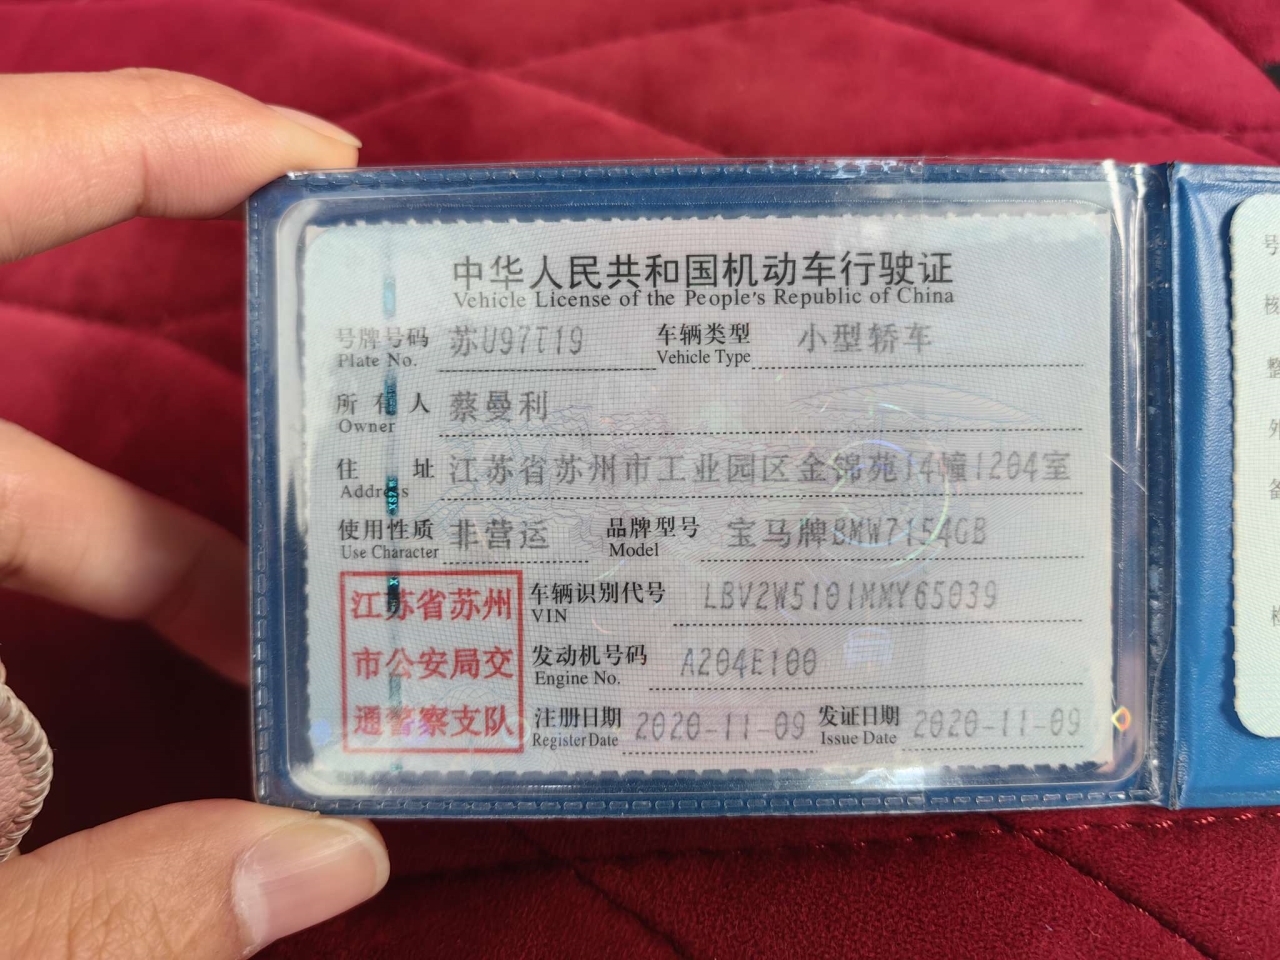 中华人民共和国机动车行驶证
Vehicle License of the People's Republic of China
号牌号码 苏U97T19 车辆类型 小型轿车
Plate No. Vehicle Type
所有人 蔡曼利
Owner
住址 江苏省苏州市工业园区金锦苑14幢1204室
Address
使用性质 非营运 品牌型号 宝马牌BMW7154GB
Use Character Model
江苏省苏州
市公安局交
通警察支队
车辆识别代号 LBV2W5101MMY65039
VIN
发动机号码 A204E100
Engine No.
注册日期 2020-11-09 发证日期 2020-11-09
Register Date Issue Date
号
核
整
外
备